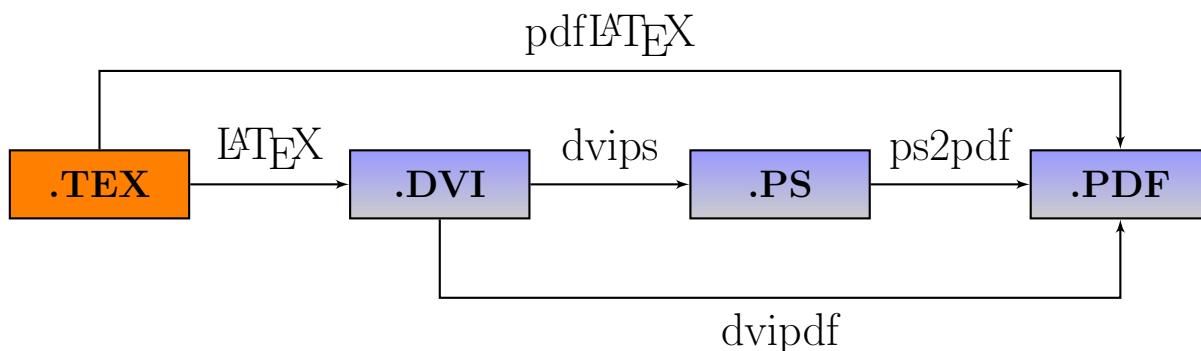 pdfLATEX
LATEX dvips ps2pdf
.TEX .DVI .PS .PDF
dvipdf